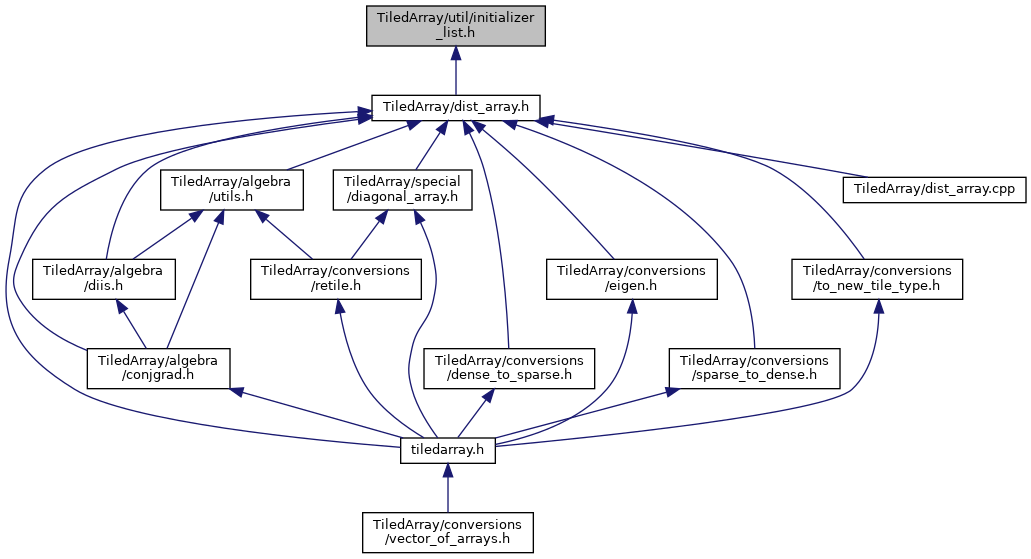 TiledArray/util/initializer
_list.h
TiledArray/dist_array.h
TiledArray/algebra
/utils.h
TiledArray/special
/diagonal_array.h
TiledArray/dist_array.cpp
TiledArray/algebra
/diis.h
TiledArray/conversions
/retile.h
TiledArray/conversions
/eigen.h
TiledArray/conversions
/to_new_tile_type.h
TiledArray/algebra
/conjgrad.h
TiledArray/conversions
/dense_to_sparse.h
TiledArray/conversions
/sparse_to_dense.h
tiledarray.h
TiledArray/conversions
/vector_of_arrays.h